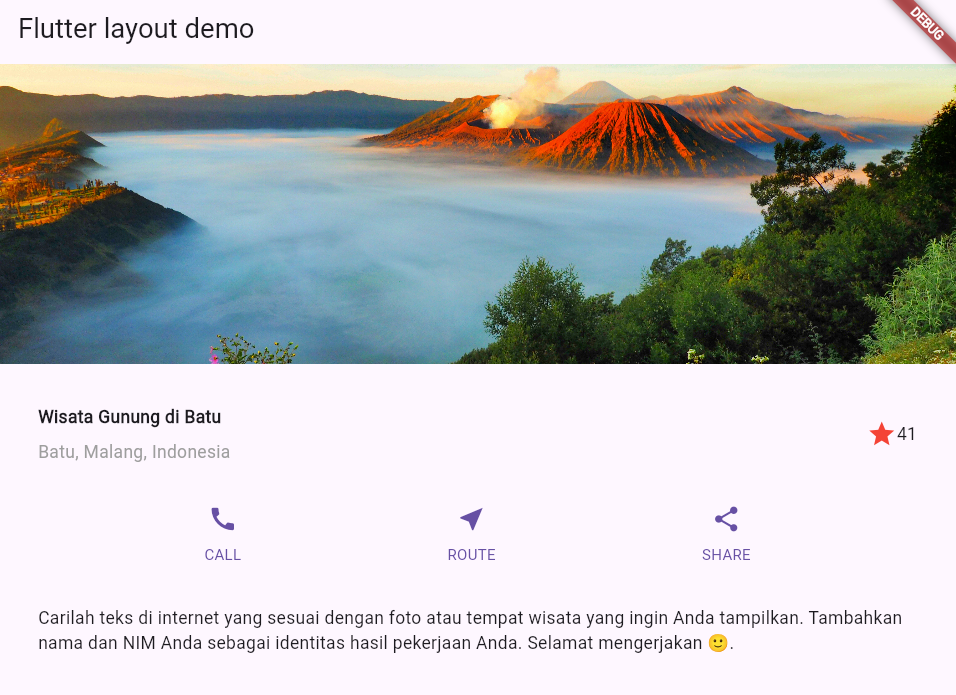 Flutter layout demo
DEBUG
Wisata Gunung di Batu
Batu, Malang, Indonesia
41
CALL
ROUTE
SHARE
Carilah teks di internet yang sesuai dengan foto atau tempat wisata yang ingin Anda tampilkan. Tambahkan
nama dan NIM Anda sebagai identitas hasil pekerjaan Anda. Selamat mengerjakan 🙂.